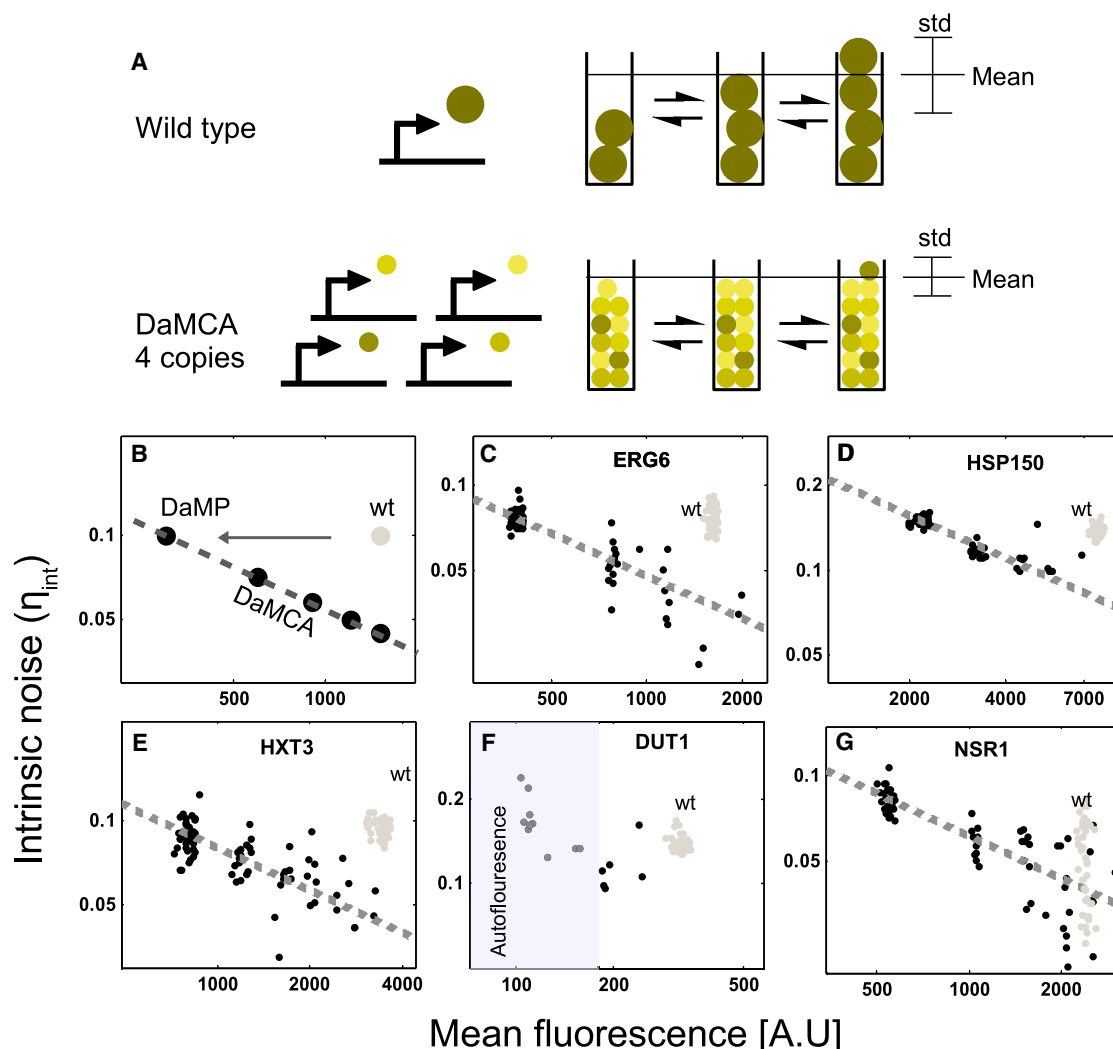 A
std
Mean
Wild type
std
Mean
DaMCA
4 copies
Intrinsic noise (ηint)
B
DaMP
wt
DaMCA
0.1
0.05
500
1000
C
ERG6
wt
0.1
0.05
500
1000
2000
D
HSP150
wt
0.2
0.1
0.05
2000
4000
7000
E
HXT3
wt
0.1
0.05
1000
2000
4000
F
DUT1
wt
Autoflouresence
0.2
0.1
100
200
500
G
NSR1
wt
0.1
0.05
500
1000
2000
Mean fluorescence [A.U]